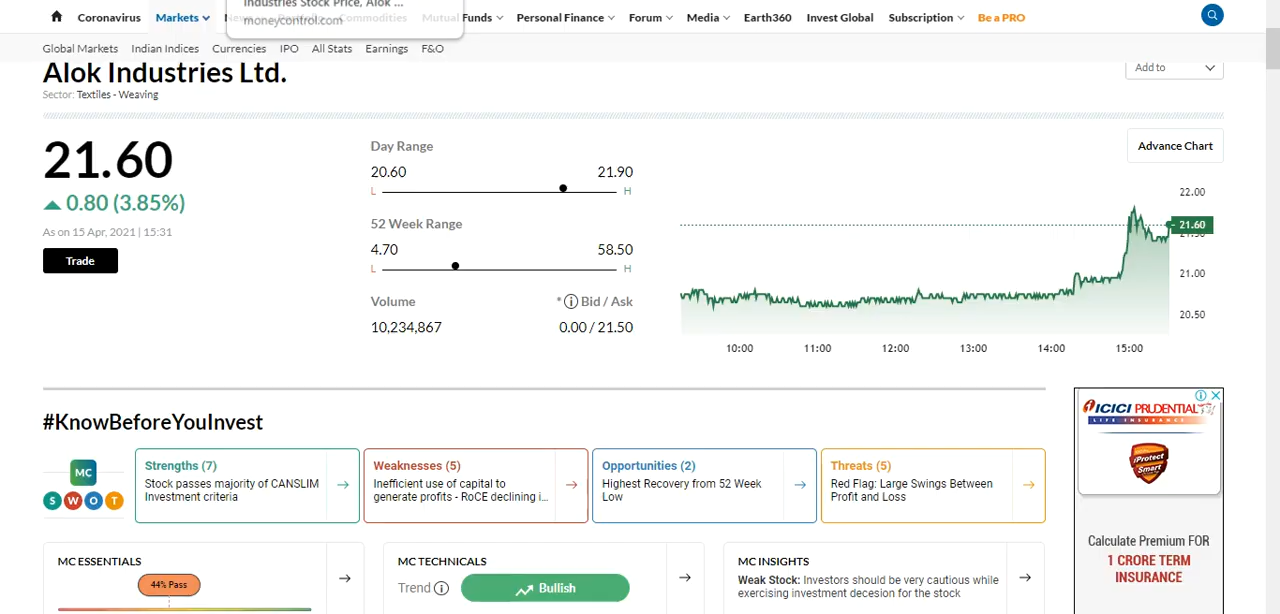 Industries Stock Price, Alok ...
moneycontrol.com
Coronavirus Markets Commodities Mutual Funds Personal Finance Forum Media Earth360 Invest Global Subscription Be a PRO
Global Markets Indian Indices Currencies IPO All Stats Earnings F&O
Alok Industries Ltd.
Add to
Sector: Textiles - Weaving
21.60
0.80 (3.85%)
As on 15 Apr, 2021 | 15:31
Trade
Day Range
20.60 21.90
L H
52 Week Range
4.70 58.50
L H
Volume * Bid / Ask
10,234,867 0.00 / 21.50
Advance Chart
22.00
21.60
21.50
21.00
20.50
10:00 11:00 12:00 13:00 14:00 15:00
#KnowBeforeYouInvest
MC
S W O T
Strengths (7)
Stock passes majority of CANSLIM
Investment criteria
Weaknesses (5)
Inefficient use of capital to
generate profits - RoCE declining i...
Opportunities (2)
Highest Recovery from 52 Week
Low
Threats (5)
Red Flag: Large Swings Between
Profit and Loss
MC ESSENTIALS
44% Pass
MC TECHNICALS
Trend Bullish
MC INSIGHTS
Weak Stock: Investors should be very cautious while
exercising investment decesion for the stock
ICICI PRUDENTIAL
LIFE INSURANCE
iProtect
Smart
Calculate Premium FOR
1 CRORE TERM
INSURANCE